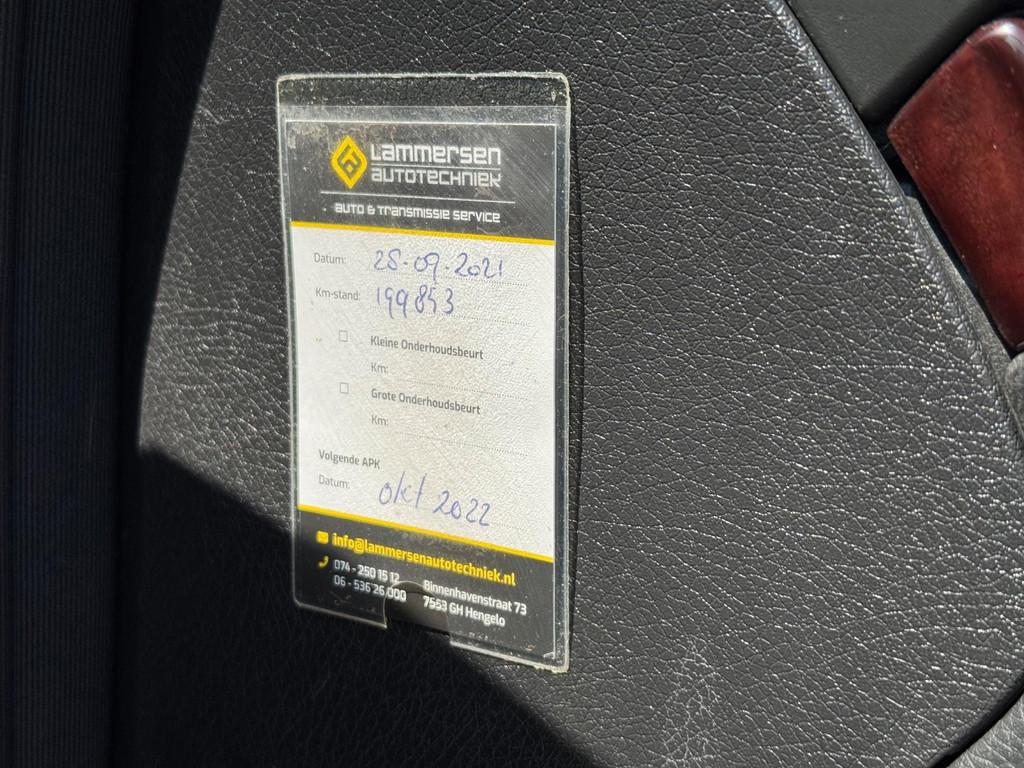 Lammersen
AUTOTECHNIEK
AUTO & TRANSMISSIE SERVICE
Datum: 28-09-2021
Km-stand: 199853
Kleine Onderhoudsbeurt
Km:
Grote Onderhoudsbeurt
Km:
Volgende APK
Datum: okt 2022
info@lammersenautotechniek.nl
074 - 250 15 12
06 - 536 26 000
Binnenhavenstraat 73
7553 GH Hengelo